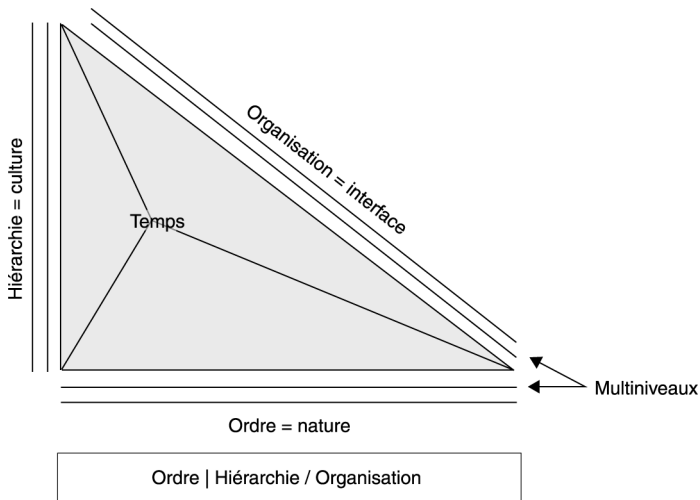 Organisation = interface
Hiérarchie = culture
Temps
Multiniveaux
Ordre = nature
Ordre | Hiérarchie / Organisation